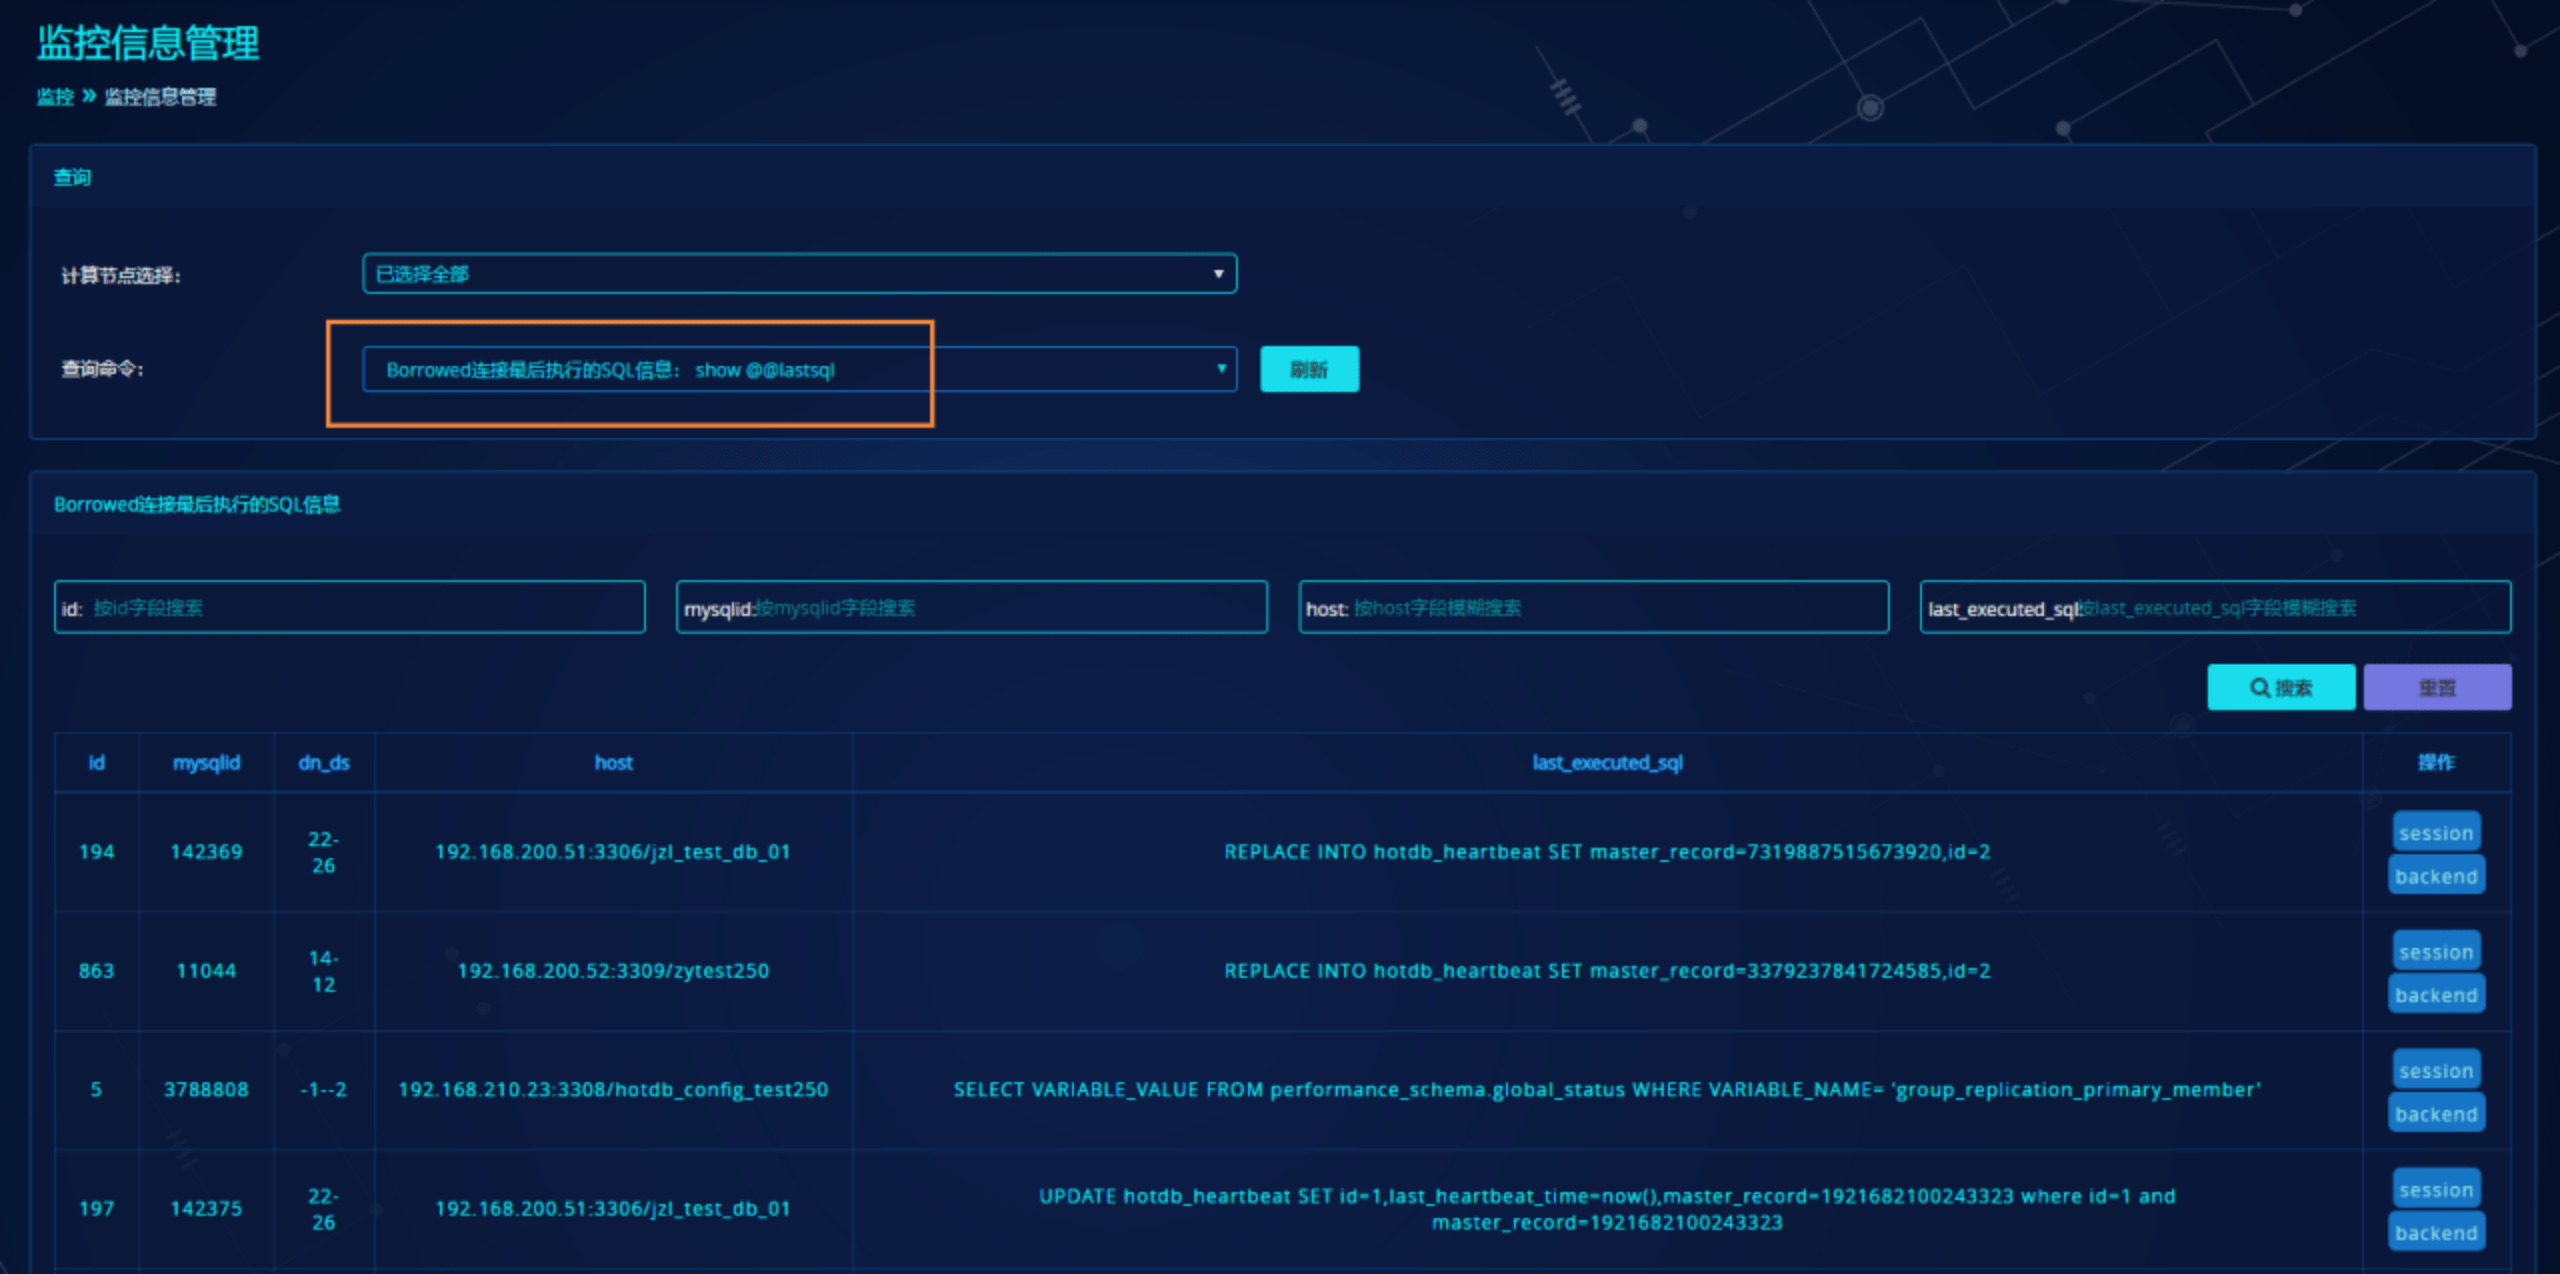 监控信息管理
监控 » 监控信息管理
查询
计算节点选择: 已选择全部
查询命令: Borrowed连接最后执行的SQL信息: show @@lastsql 刷新
Borrowed连接最后执行的SQL信息
id: 按id字段搜索 mysqlid: 按mysqlid字段搜索 host: 按host字段模糊搜索 last_executed_sql: 按last_executed_sql字段模糊搜索
搜索 重置
id mysqlid dn_ds host last_executed_sql 操作
194 142369 22-26 192.168.200.51:3306/jzl_test_db_01 REPLACE INTO hotdb_heartbeat SET master_record=7319887515673920,id=2 session backend
863 11044 14-12 192.168.200.52:3309/zytest250 REPLACE INTO hotdb_heartbeat SET master_record=3379237841724585,id=2 session backend
5 3788808 -1--2 192.168.210.23:3308/hotdb_config_test250 SELECT VARIABLE_VALUE FROM performance_schema.global_status WHERE VARIABLE_NAME= 'group_replication_primary_member' session backend
197 142375 22-26 192.168.200.51:3306/jzl_test_db_01 UPDATE hotdb_heartbeat SET id=1,last_heartbeat_time=now(),master_record=1921682100243323 where id=1 and master_record=1921682100243323 session backend